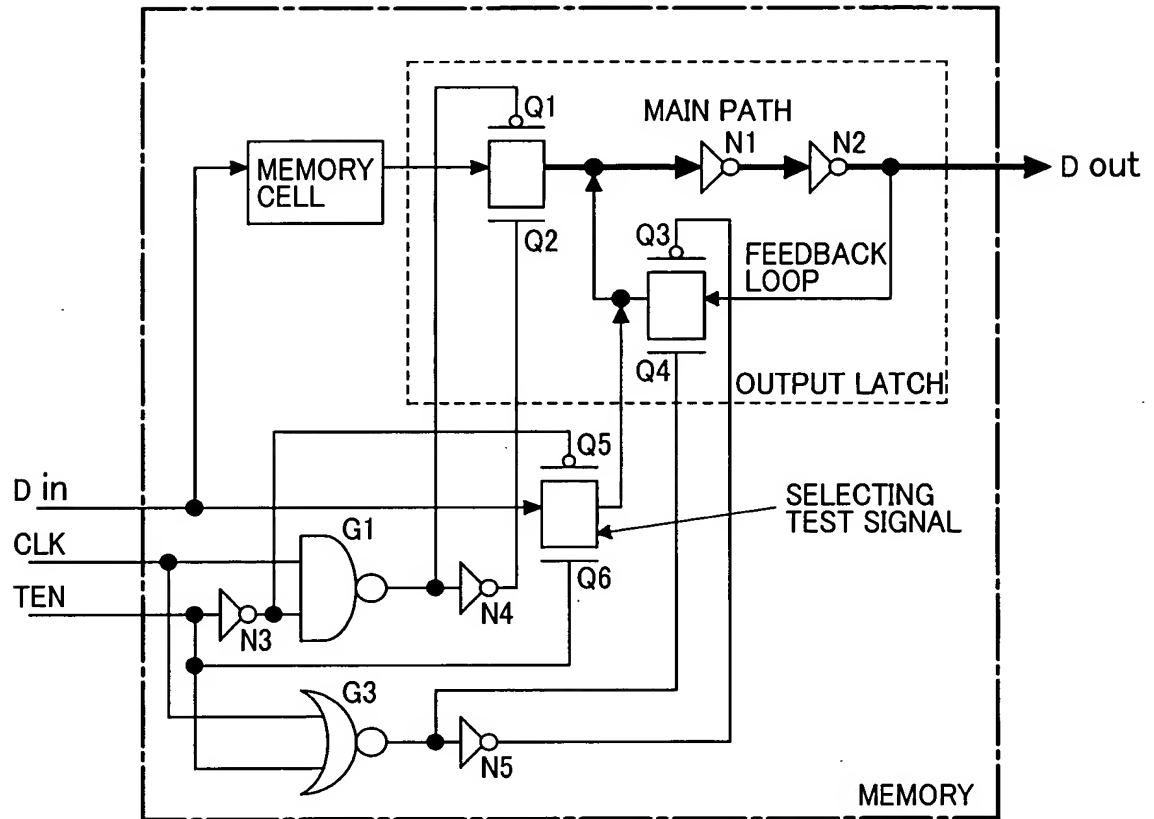 Q1
MAIN PATH
N1
N2
MEMORY
CELL
D out
Q2
Q3
FEEDBACK
LOOP
Q4
OUTPUT LATCH
Q5
D in
SELECTING
TEST SIGNAL
CLK
G1
Q6
TEN
N3
N4
G3
N5
MEMORY